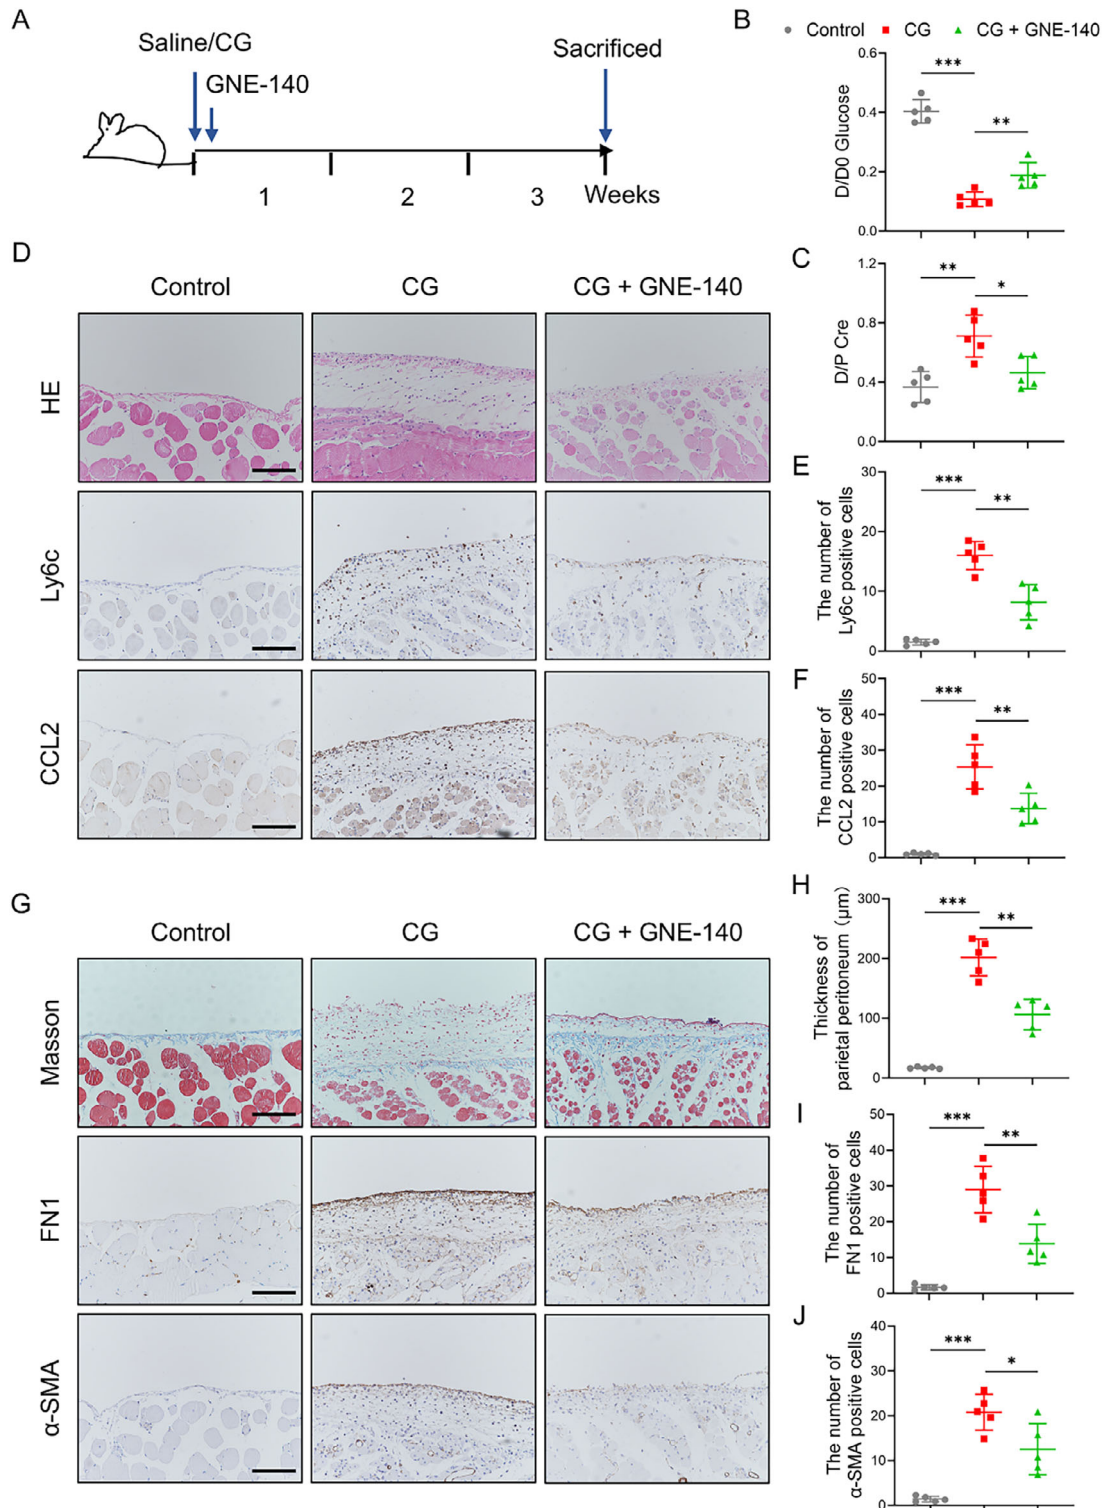 A
Saline/CG
GNE-140
Sacrificed
1
2
3
Weeks
B
Control
CG
CG + GNE-140
D/D0 Glucose
0.6
0.4
0.2
0.0
***
**
C
D/P Cre
1.2
0.8
0.4
0.0
**
*
D
Control
CG
CG + GNE-140
HE
Ly6c
CCL2
E
The number of
Ly6c positive cells
30
20
10
0
***
**
F
The number of
CCL2 positive cells
50
40
30
20
10
0
***
**
G
Control
CG
CG + GNE-140
Masson
FN1
α-SMA
H
Thickness of
parietal peritoneum (μm)
300
200
100
0
***
**
I
The number of
FN1 positive cells
50
40
30
20
10
0
***
**
J
The number of
α-SMA positive cells
40
30
20
10
0
***
*